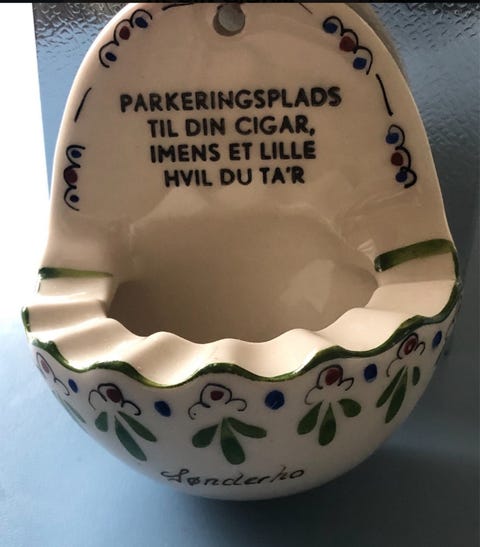 PARKERINGSPLADS
TIL DIN CIGAR,
IMENS ET LILLE
HVIL DU TA'R
Sønderho